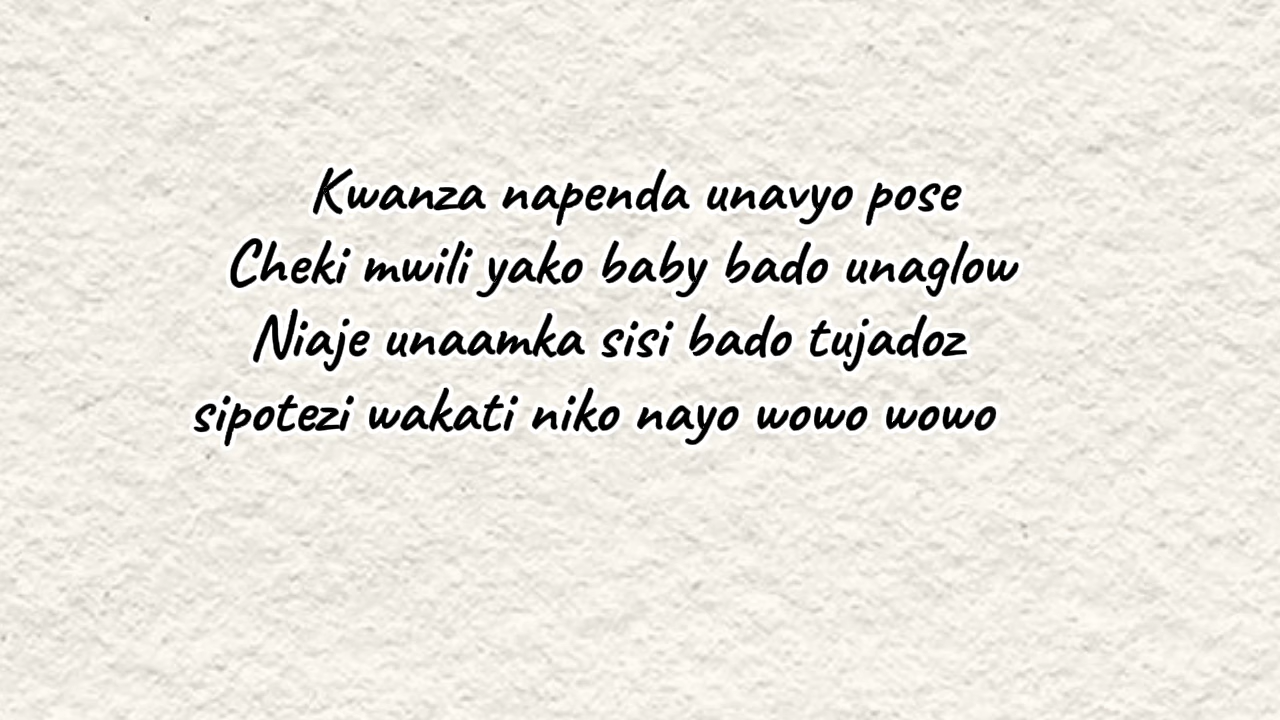 Kwanza napenda unavyo pose
Cheki mwili yako baby bado unaglow
Niaje unaamka sisi bado tujadoz
sipotezi wakati niko nayo wowo wowo